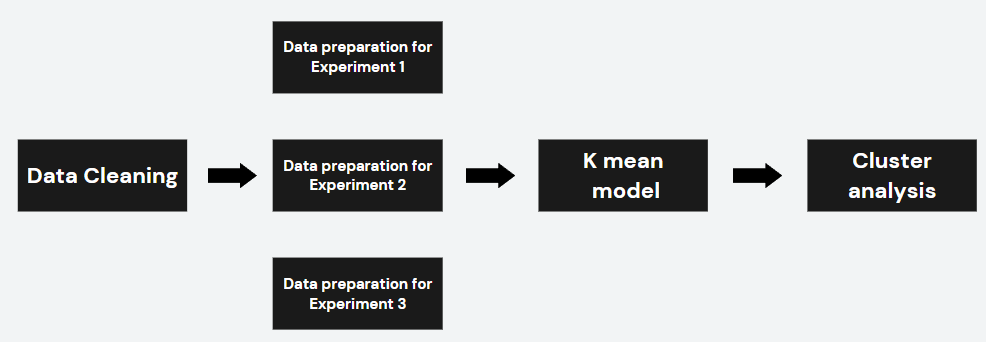 Data Cleaning
Data preparation for
Experiment 1
Data preparation for
Experiment 2
Data preparation for
Experiment 3
K mean
model
Cluster
analysis